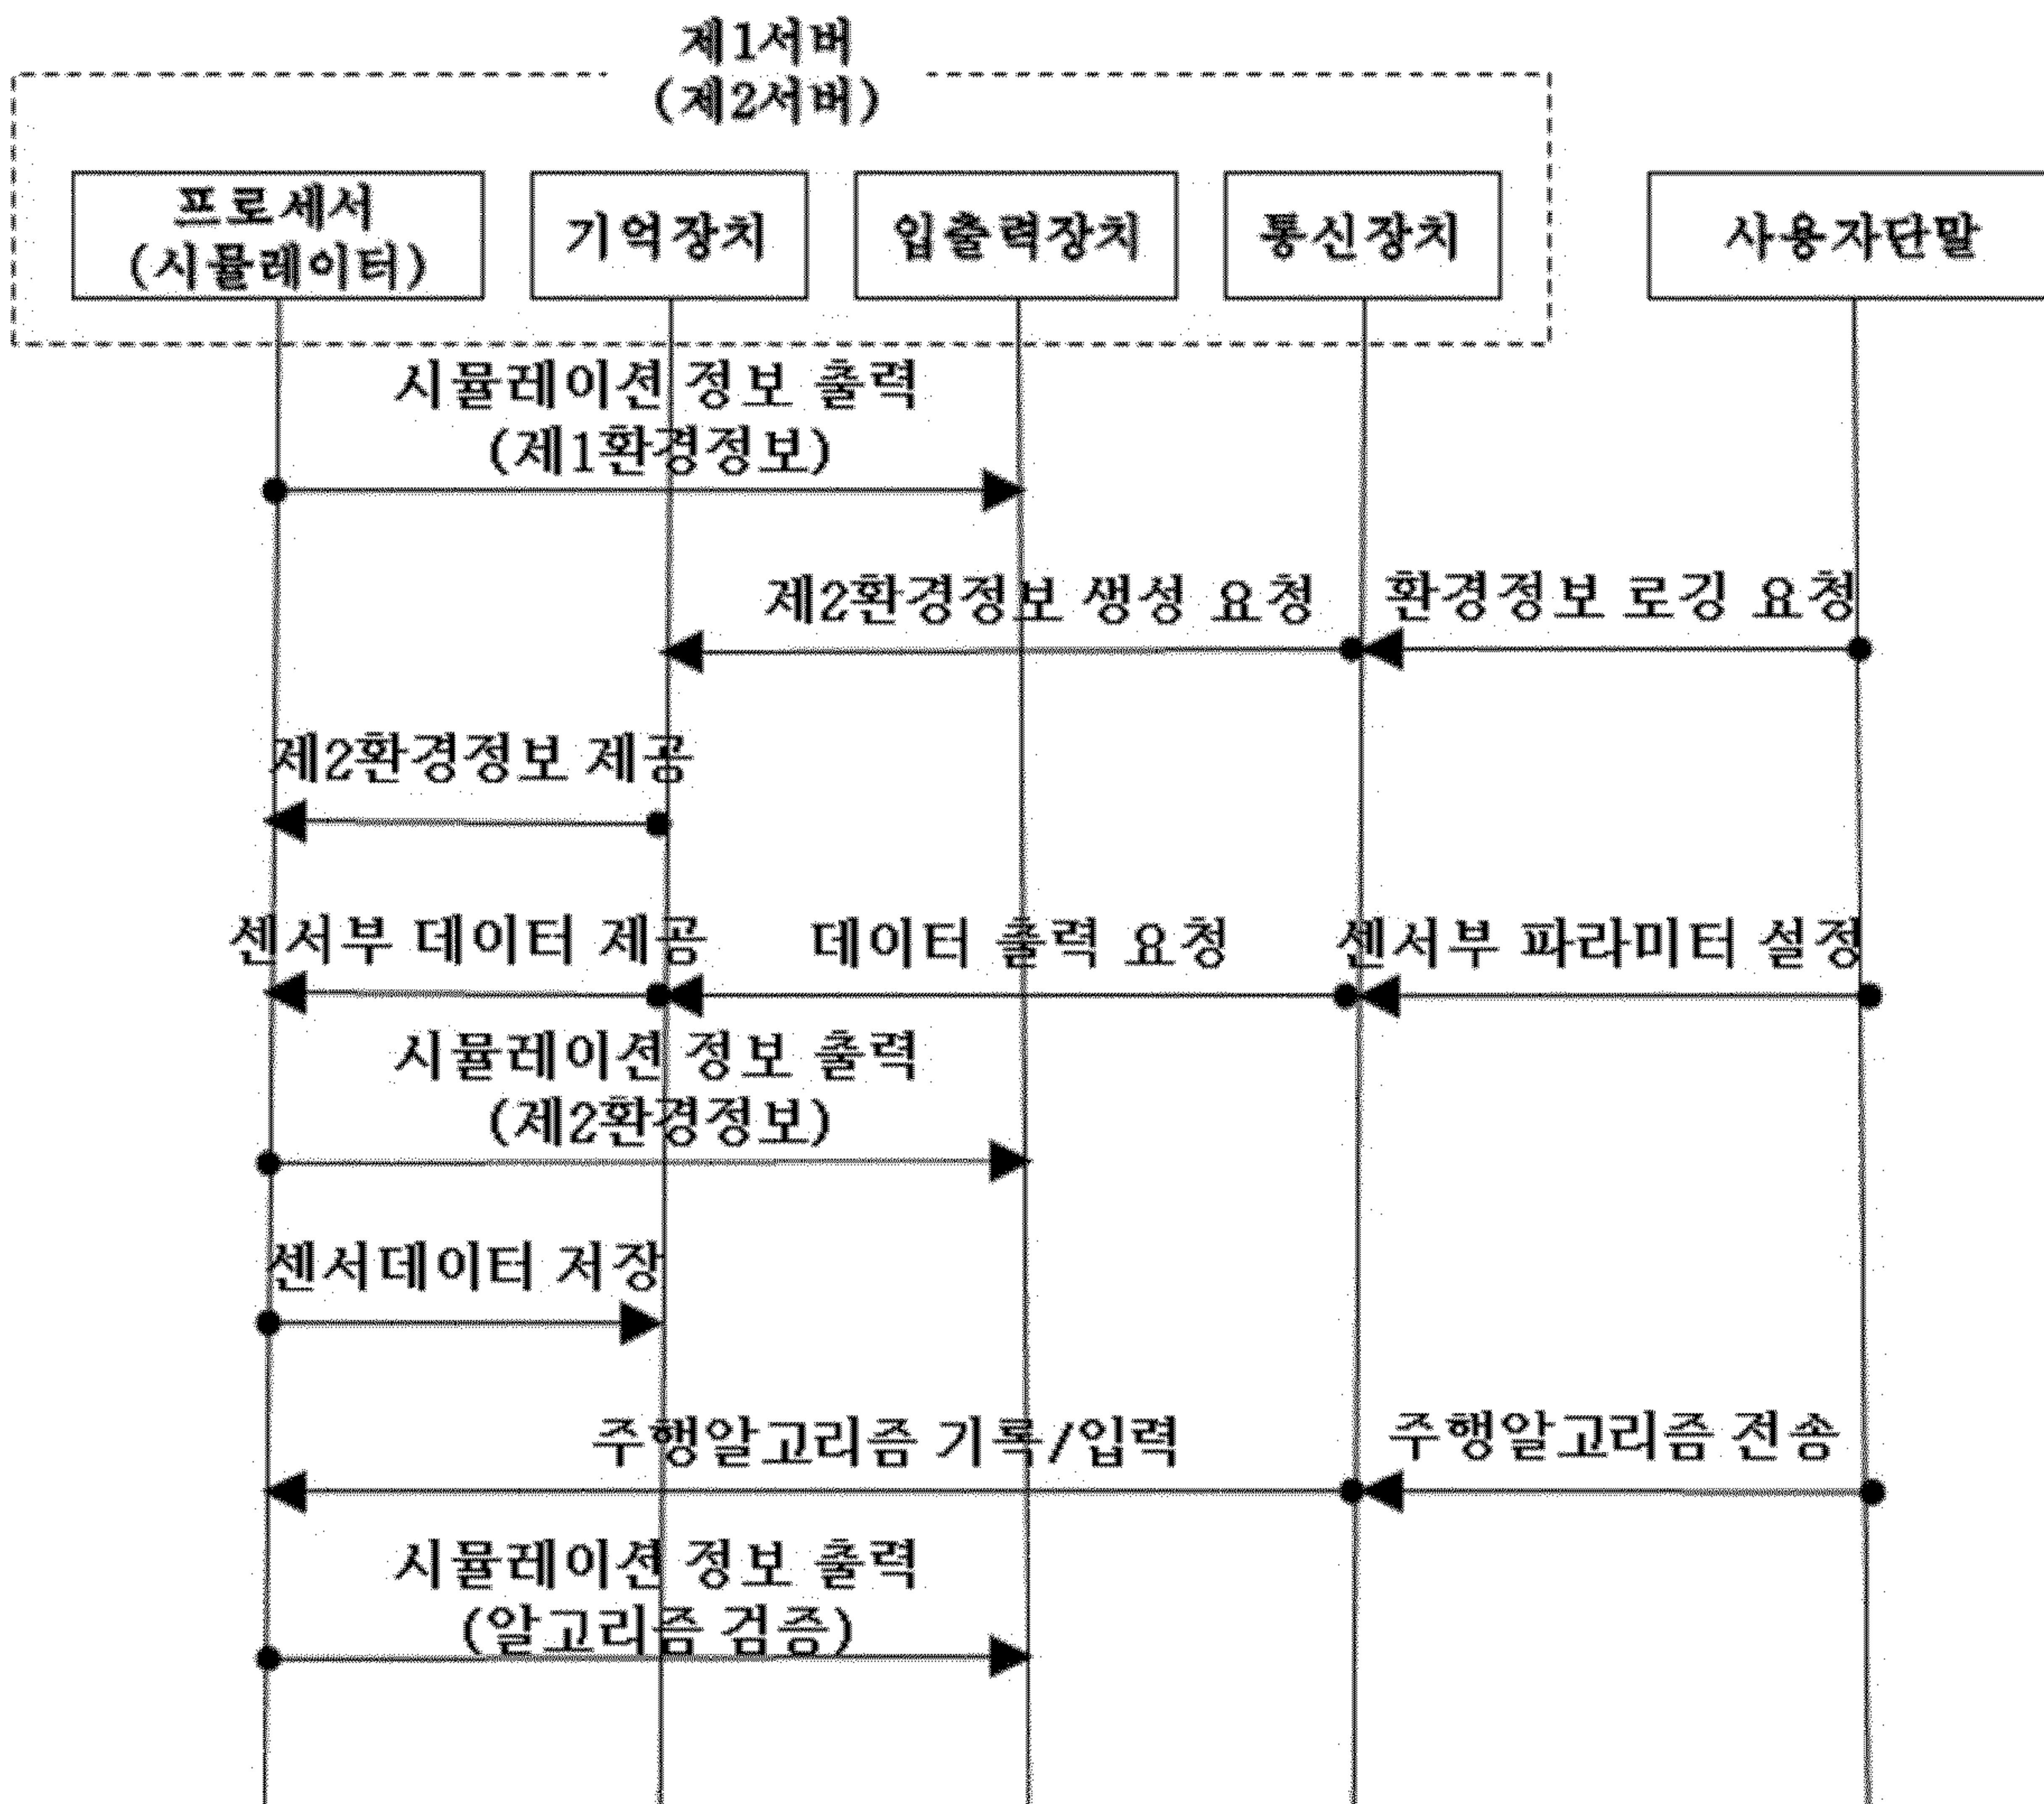 제1서버
(제2서버)
프로세서
(시뮬레이터)
기억장치
입출력장치
통신장치
사용자단말
시뮬레이션 정보 출력
(제1환경정보)
제2환경정보 생성 요청
환경정보 로깅 요청
제2환경정보 제공
센서부 데이터 제공
데이터 출력 요청
센서부 파라미터 설정
시뮬레이션 정보 출력
(제2환경정보)
센서데이터 저장
주행알고리즘 기록/입력
주행알고리즘 전송
시뮬레이션 정보 출력
(알고리즘 검증)